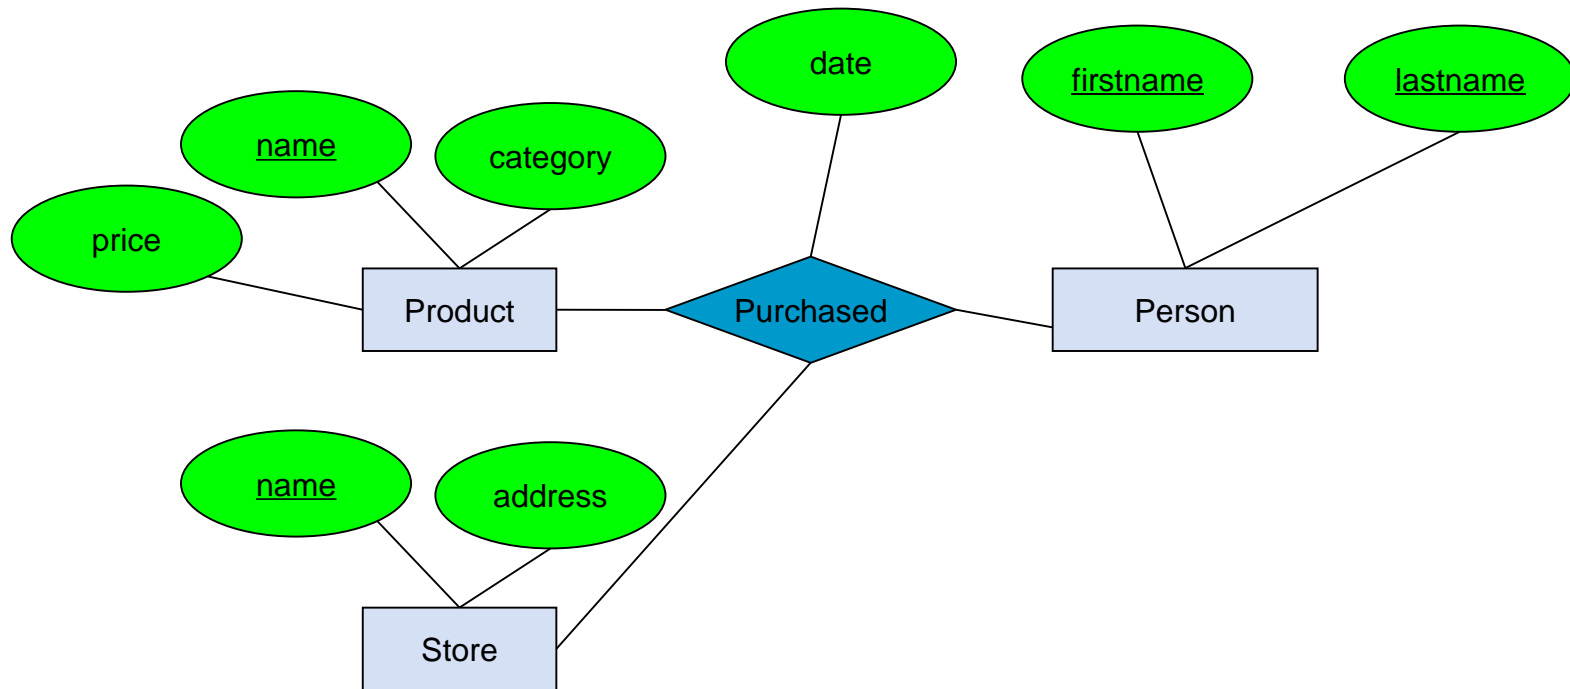 date
firstname
lastname
name
category
price
Product
Purchased
Person
name
address
Store